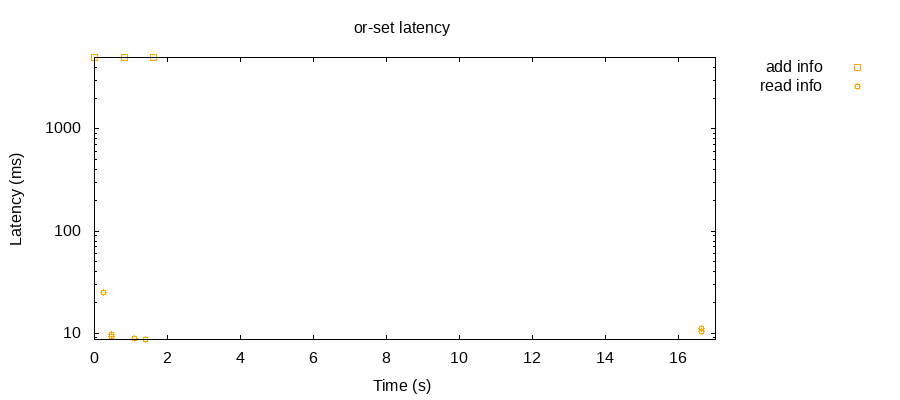 or-set latency
add info
read info
1000
100
10
Latency (ms)
0 2 4 6 8 10 12 14 16
Time (s)